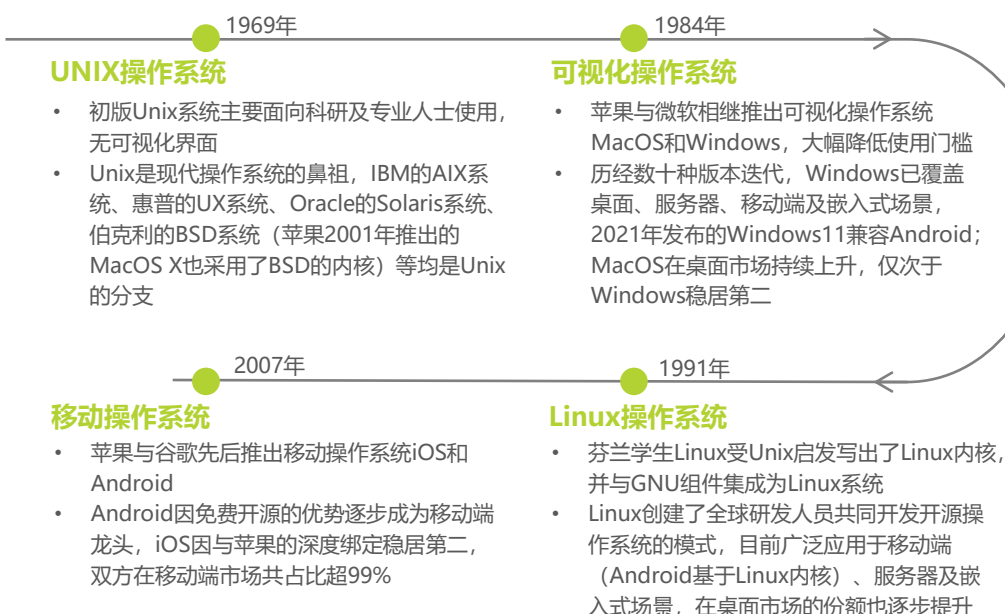 1969年
UNIX操作系统
• 初版Unix系统主要面向科研及专业人士使用，
无可视化界面
• Unix是现代操作系统的鼻祖，IBM的AIX系
统、惠普的UX系统、Oracle的Solaris系统、
伯克利的BSD系统（苹果2001年推出的
MacOS X也采用了BSD的内核）等均是Unix
的分支
1984年
可视化操作系统
• 苹果与微软相继推出可视化操作系统
MacOS和Windows，大幅降低使用门槛
• 历经数十种版本迭代，Windows已覆盖
桌面、服务器、移动端及嵌入式场景，
2021年发布的Windows11兼容Android；
MacOS在桌面市场持续上升，仅次于
Windows稳居第二
1991年
Linux操作系统
• 芬兰学生Linux受Unix启发写出了Linux内核，
并与GNU组件集成为Linux系统
• Linux创建了全球研发人员共同开发开源操
作系统的模式，目前广泛应用于移动端
（Android基于Linux内核）、服务器及嵌
入式场景，在桌面市场的份额也逐步提升
2007年
移动操作系统
• 苹果与谷歌先后推出移动操作系统iOS和
Android
• Android因免费开源的优势逐步成为移动端
龙头，iOS因与苹果的深度绑定稳居第二，
双方在移动端市场共占比超99%